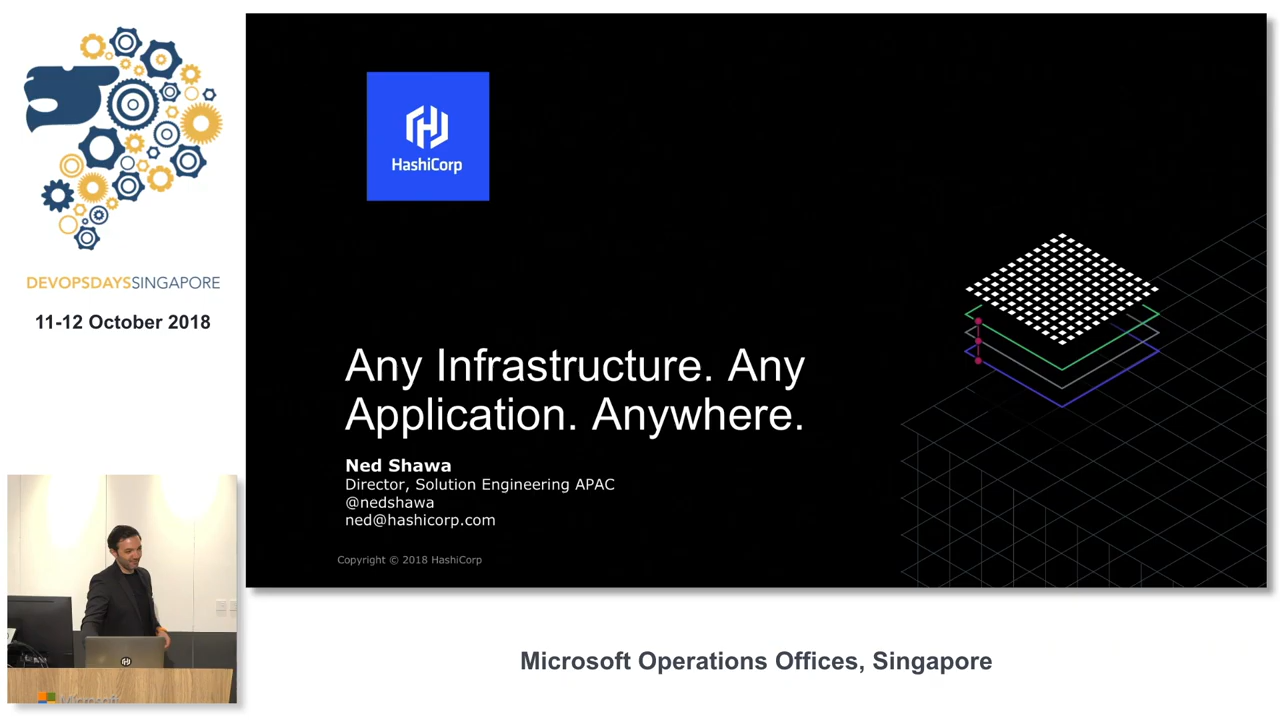 DEVOPSDAYSSINGAPORE
11-12 October 2018
HashiCorp
Any Infrastructure. Any
Application. Anywhere.
Ned Shawa
Director, Solution Engineering APAC
@nedshawa
ned@hashicorp.com
Copyright © 2018 HashiCorp
Microsoft
Microsoft Operations Offices, Singapore